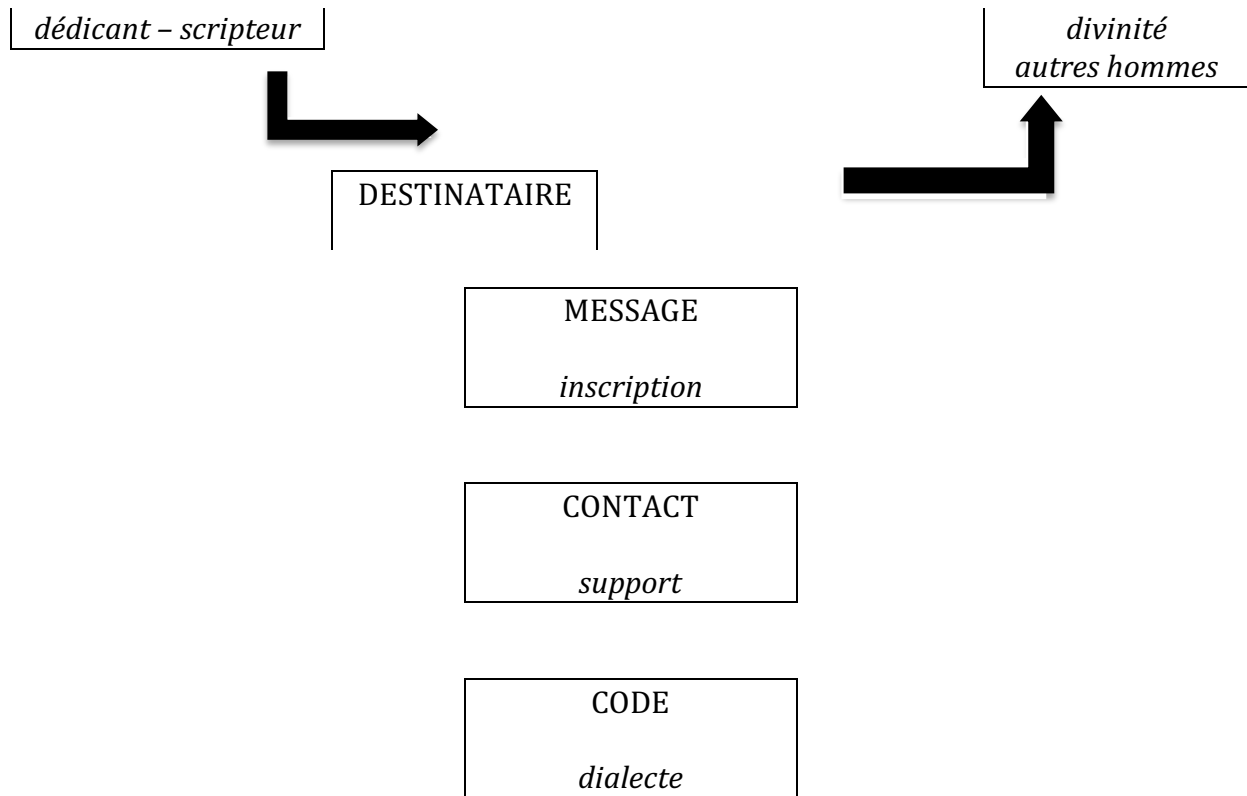 dédicant – scripteur
divinité
autres hommes
DESTINATAIRE
MESSAGE
inscription
CONTACT
support
CODE
dialecte